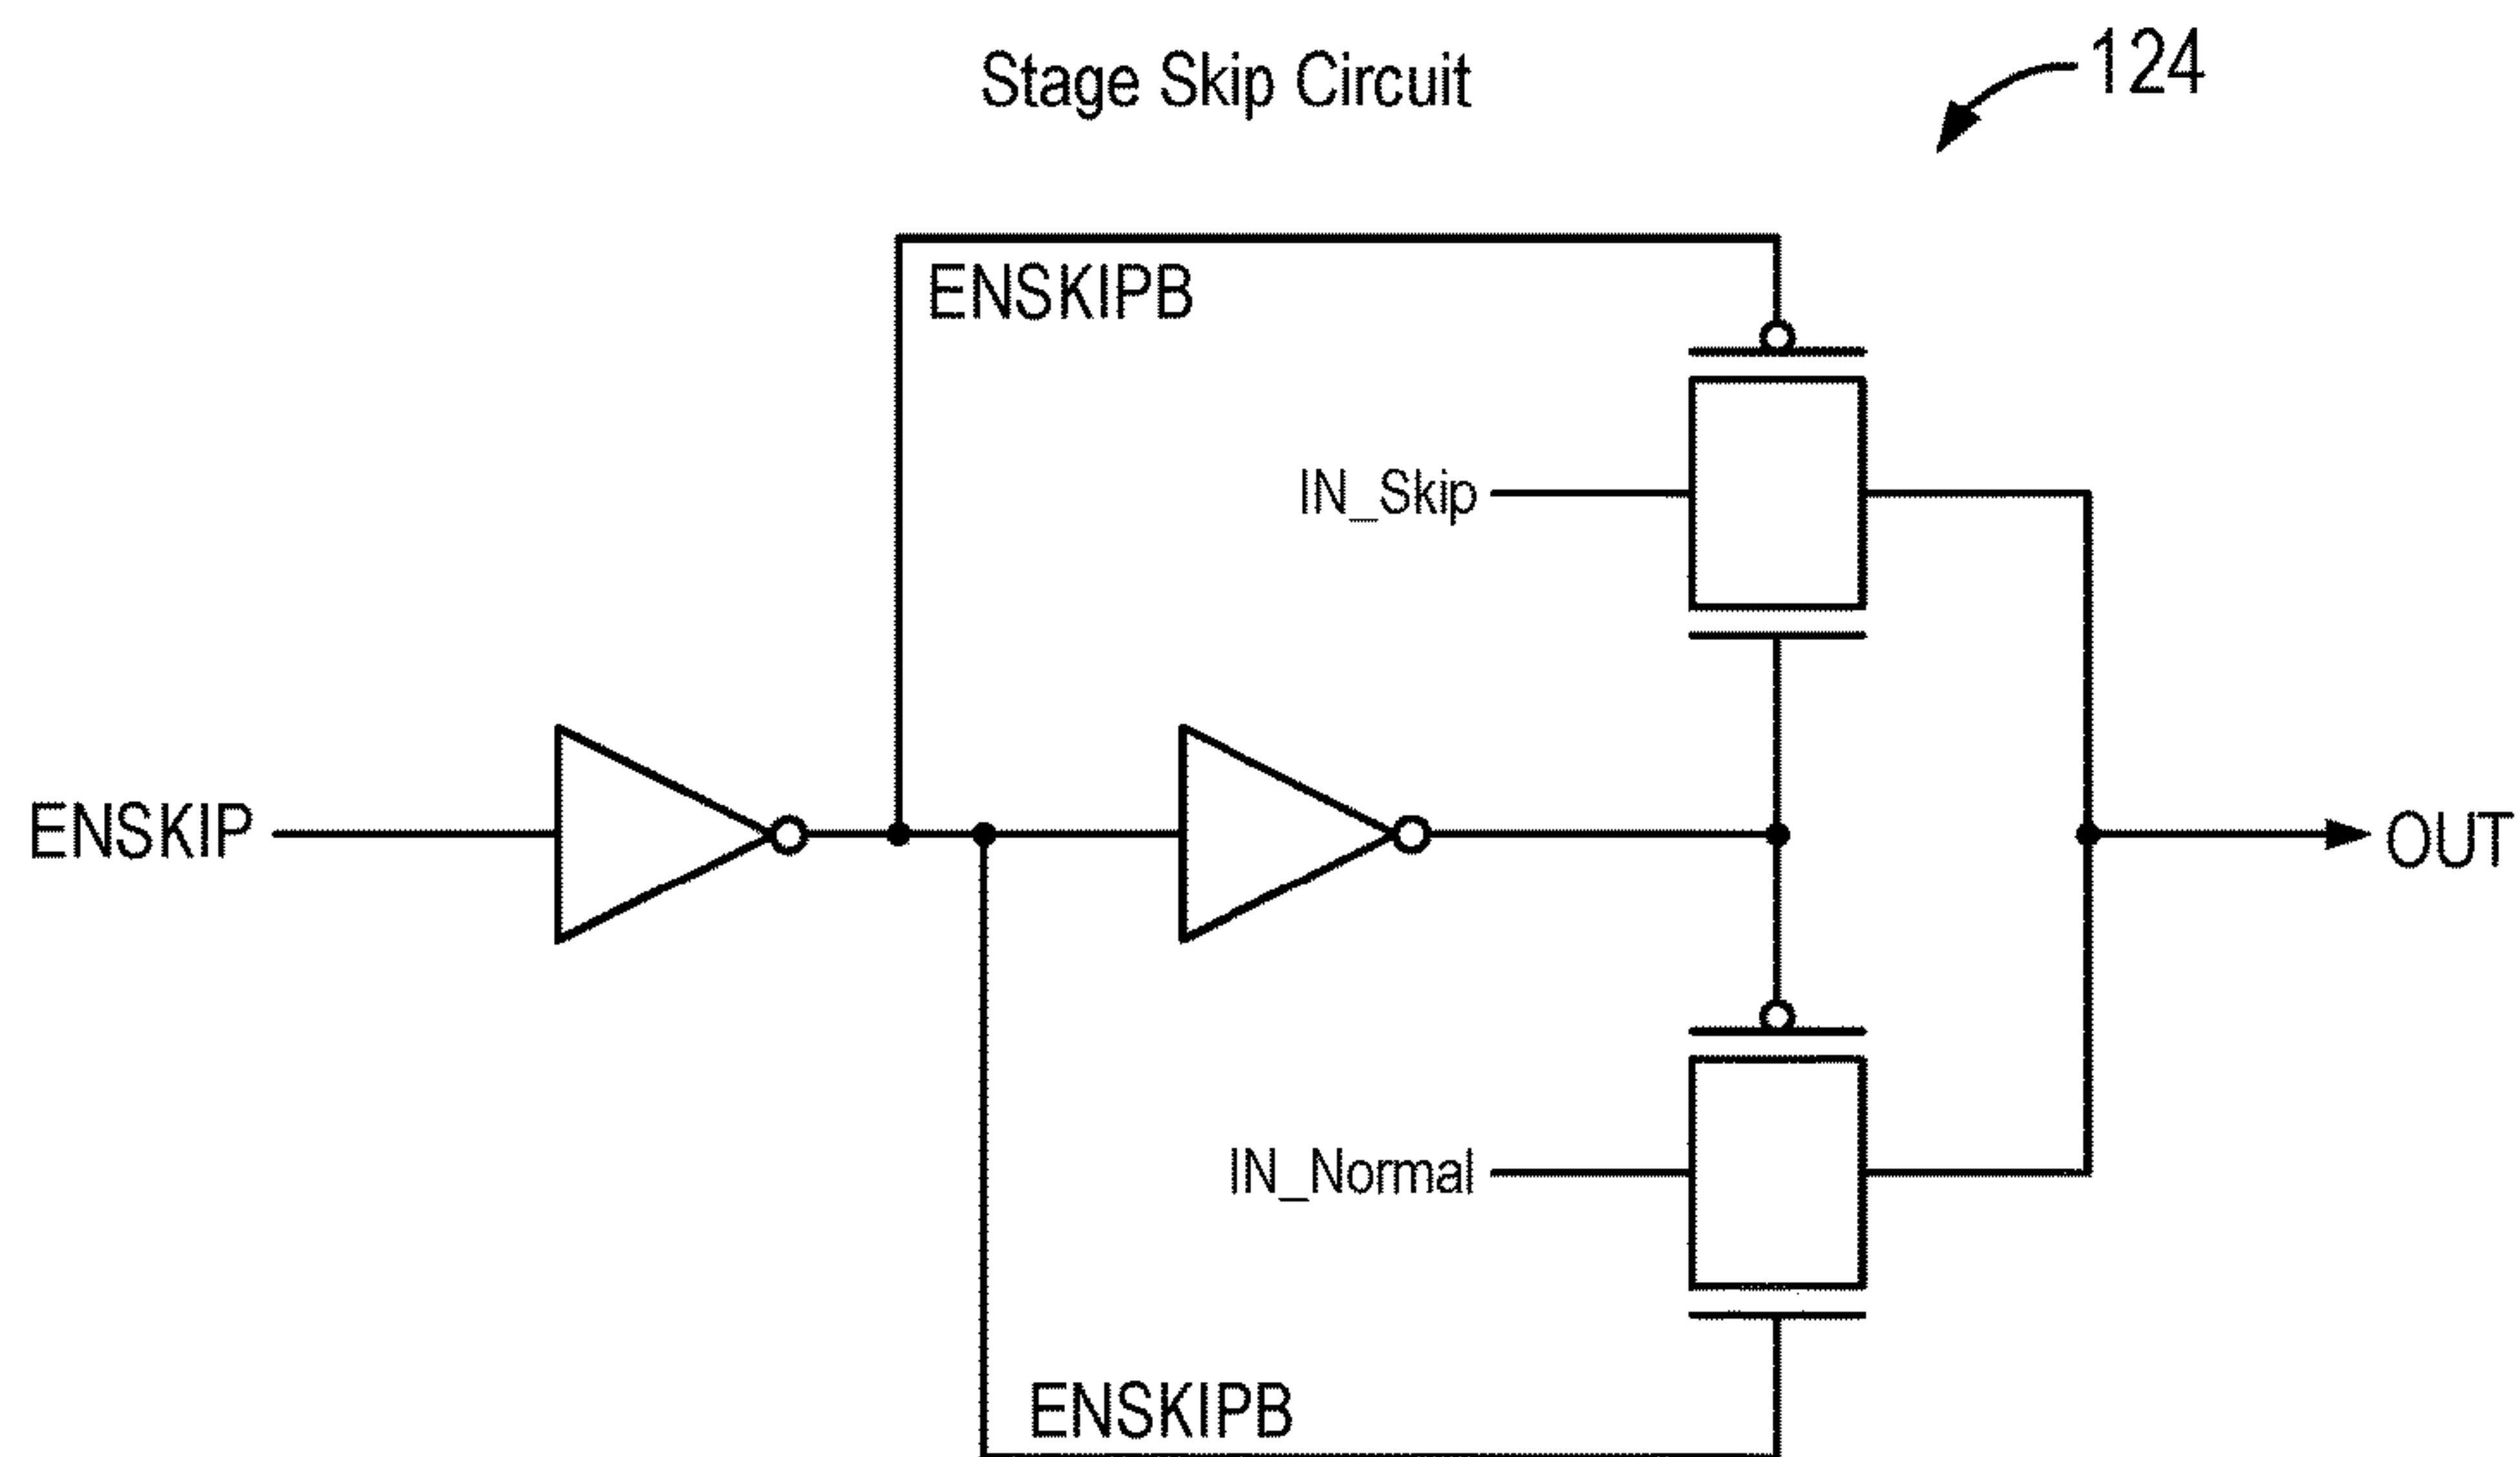 Stage Skip Circuit
124
ENSKIPB
IN_Skip
ENSKIP
OUT
IN_Normal
ENSKIPB